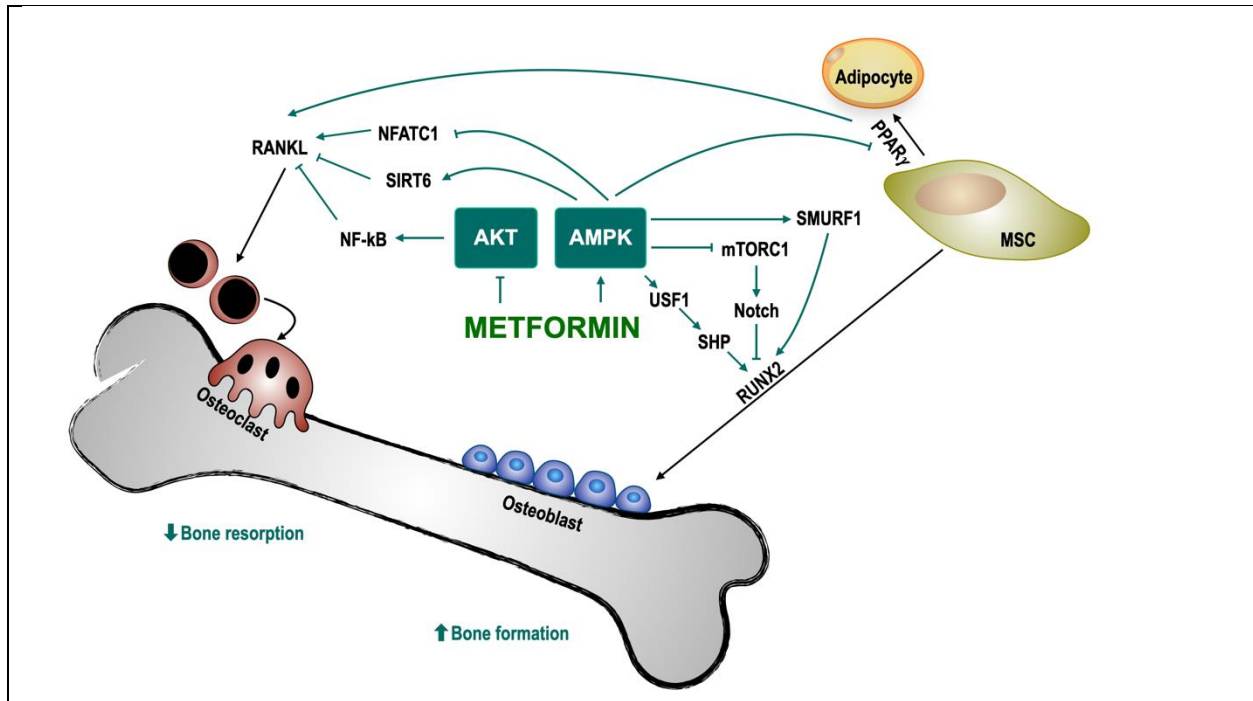 Adipocyte
PPARγ
NFATC1
RANKL
SIRT6
MSC
SMURF1
NF-kB
AKT
AMPK
mTORC1
USF1
Notch
METFORMIN
SHP
RUNX2
Osteoclast
Osteoblast
Bone resorption
Bone formation